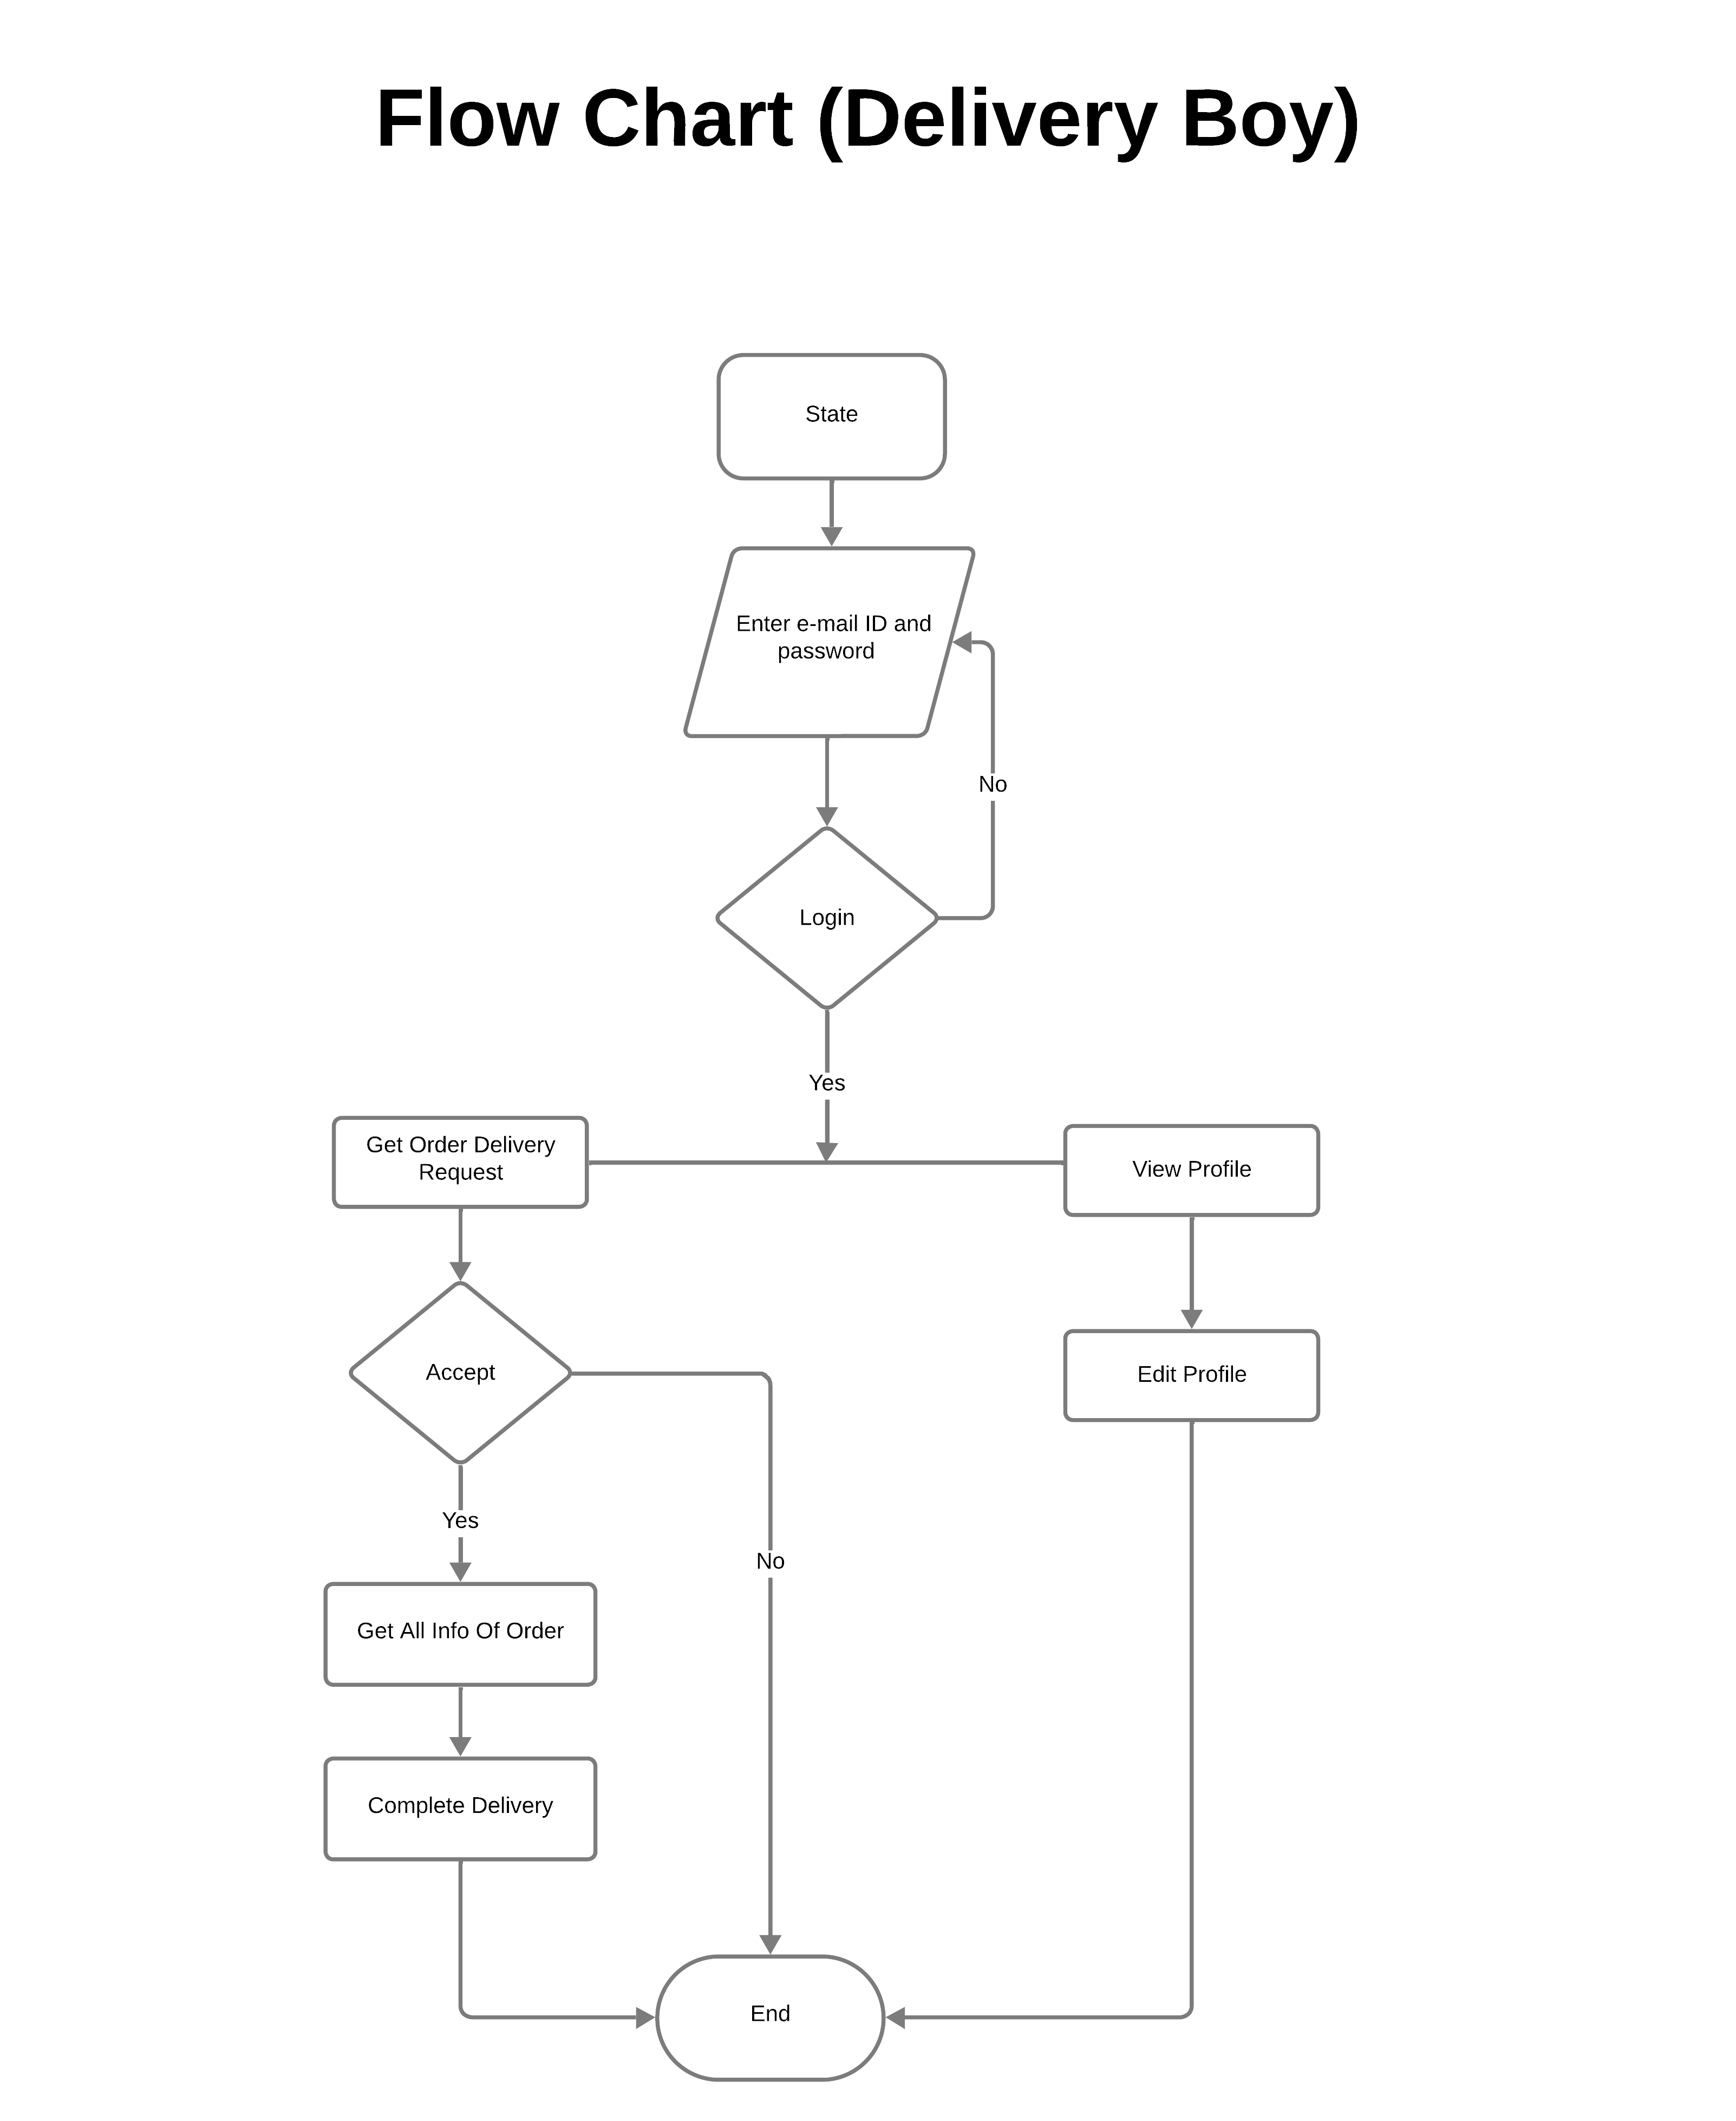 Flow Chart (Delivery Boy)
State
Enter e-mail ID and
password
No
Login
Yes
Get Order Delivery
Request
View Profile
Accept
Edit Profile
Yes
No
Get All Info Of Order
Complete Delivery
End